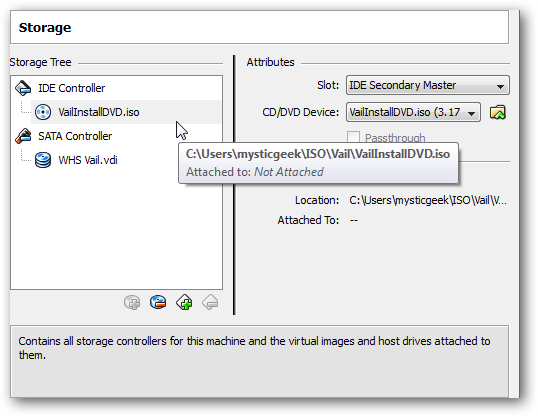 Storage
Storage Tree
IDE Controller
VailInstallDVD.iso
SATA Controller
WHS Vail.vdi
Attributes
Slot: IDE Secondary Master
CD/DVD Device: VailInstallDVD.iso (3.17
Passthrough
C:\Users\mysticgeek\ISO\Vail\VailInstallDVD.iso
Attached to: Not Attached
Location: C:\Users\mysticgeek\ISO\Vail\V...
Attached To: --
Contains all storage controllers for this machine and the virtual images and host drives attached to
them.